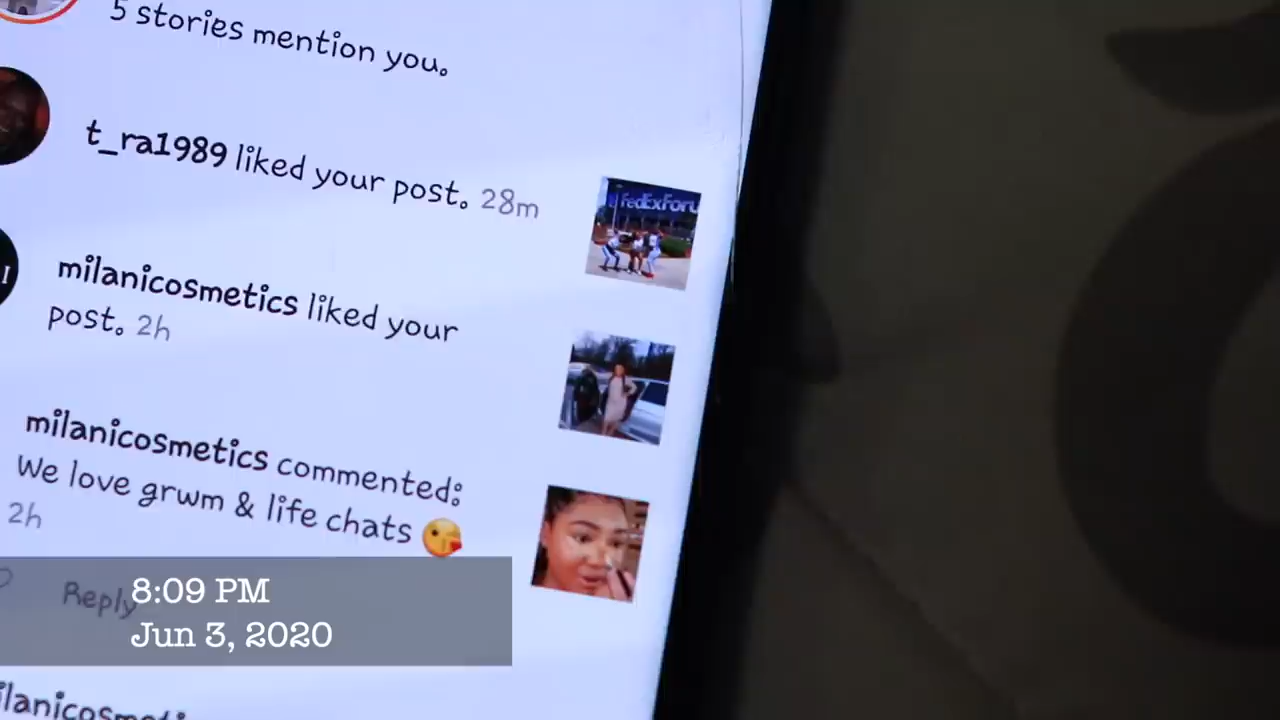 5 stories mention you.
t_ra1989 liked your post. 28m
FedExForu
I
milanicosmetics liked your
post. 2h
milanicosmetics commented:
We love grwm & life chats 😘
2h
Reply
8:09 PM
Jun 3, 2020